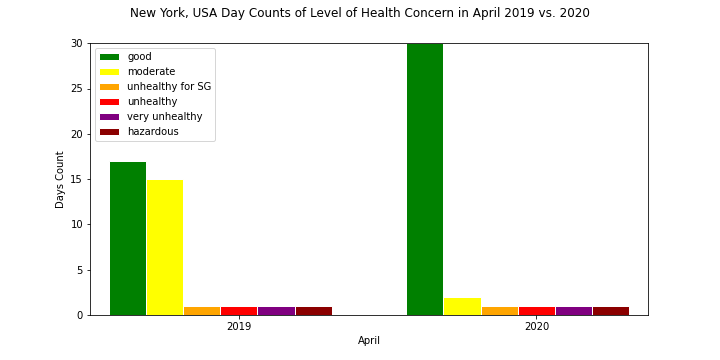 New York, USA Day Counts of Level of Health Concern in April 2019 vs. 2020
30
25
20
15
10
5
0
Days Count
good
moderate
unhealthy for SG
unhealthy
very unhealthy
hazardous
2019
2020
April